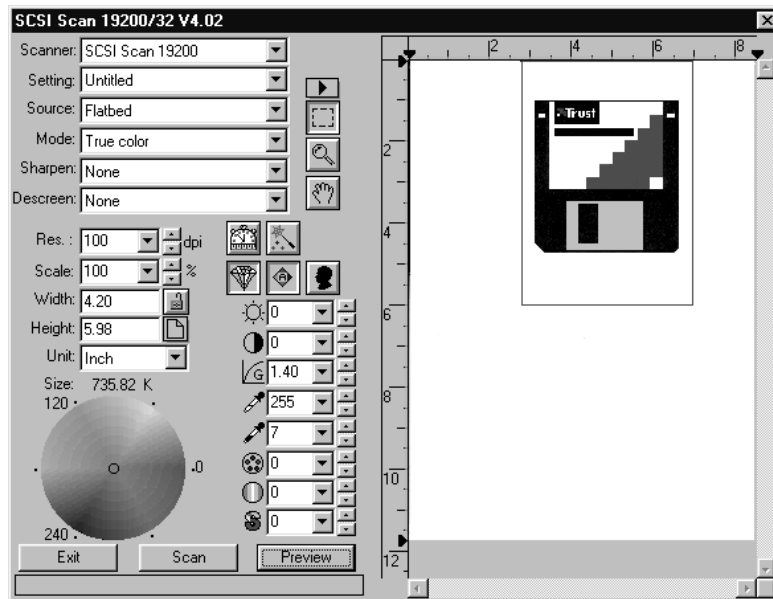 SCSI Scan 19200/32 V4.02
Scanner: SCSI Scan 19200
Setting: Untitled
Source: Flatbed
Mode: True color
Sharpen: None
Descreen: None
Res. : 100 dpi
Scale: 100 %
Width: 4.20
Height: 5.98
Unit: Inch
Size: 735.82 K
120
0
240
A
0
0
G 1.40
255
7
0
0
0
Exit Scan Preview
2 4 6 8
2
4
6
8
10
12
Trust